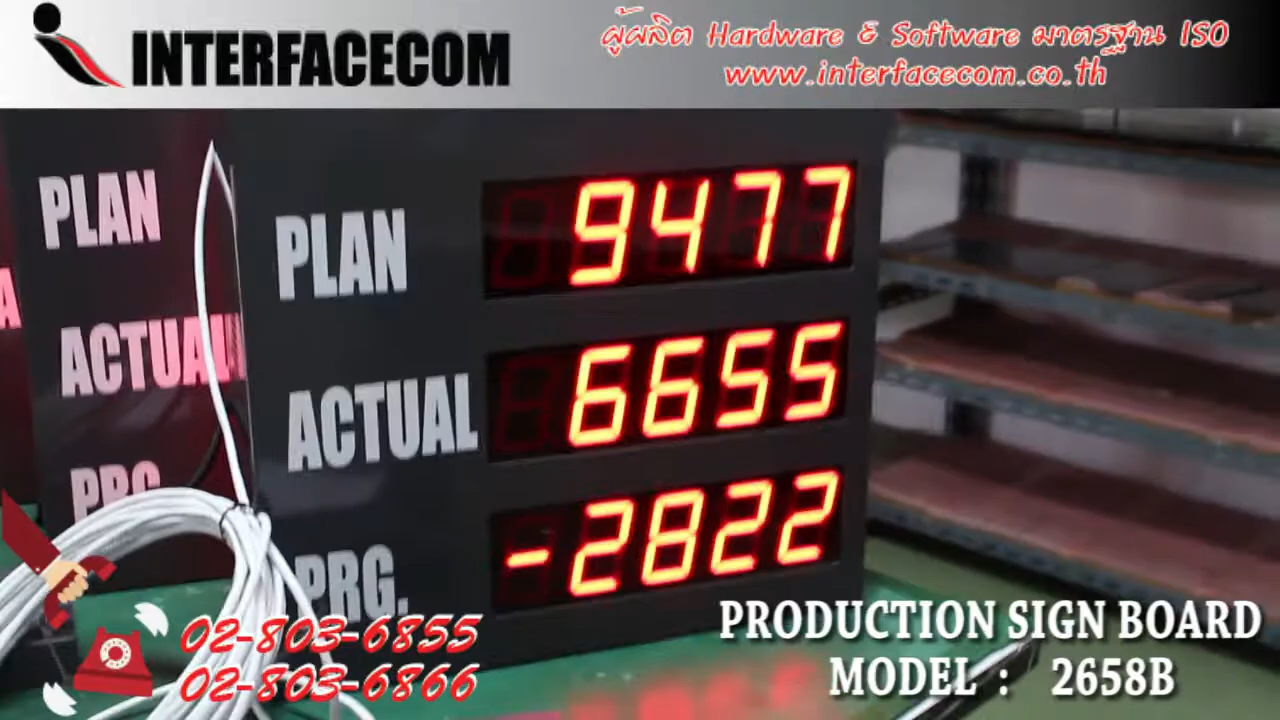 INTERFACECOM
ผู้ผลิต Hardware & Software มาตรฐาน ISO
www.interfacecom.co.th
PLAN
ACTUAL
PRG
PLAN 9477
ACTUAL 6655
PRG. -2822
02-803-6855
02-803-6866
PRODUCTION SIGN BOARD
MODEL : 2658B